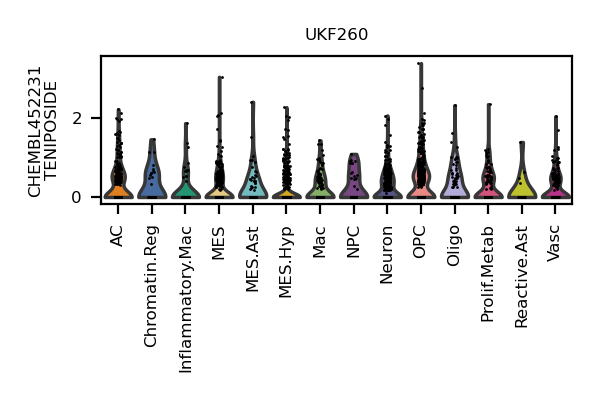 UKF260
CHEMBL452231
TENIPOSIDE
2
0
AC
Chromatin.Reg
Inflammatory.Mac
MES
MES.Ast
MES.Hyp
Mac
NPC
Neuron
OPC
Oligo
Prolif.Metab
Reactive.Ast
Vasc